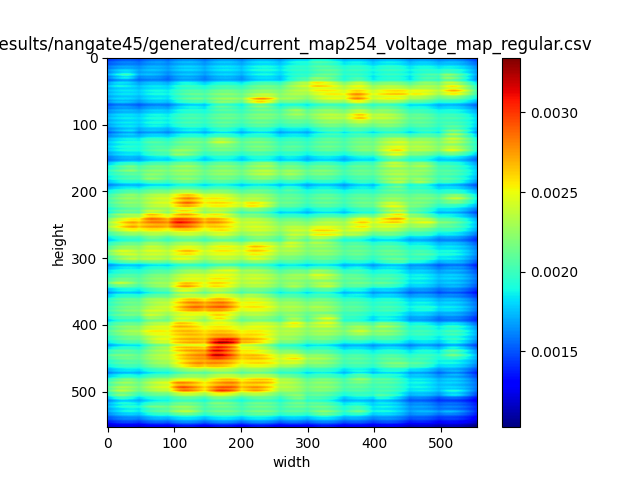 esults/nangate45/generated/current_map254_voltage_map_regular.csv
0
100
200
300
400
500
height
0 100 200 300 400 500
width
0.0030
0.0025
0.0020
0.0015